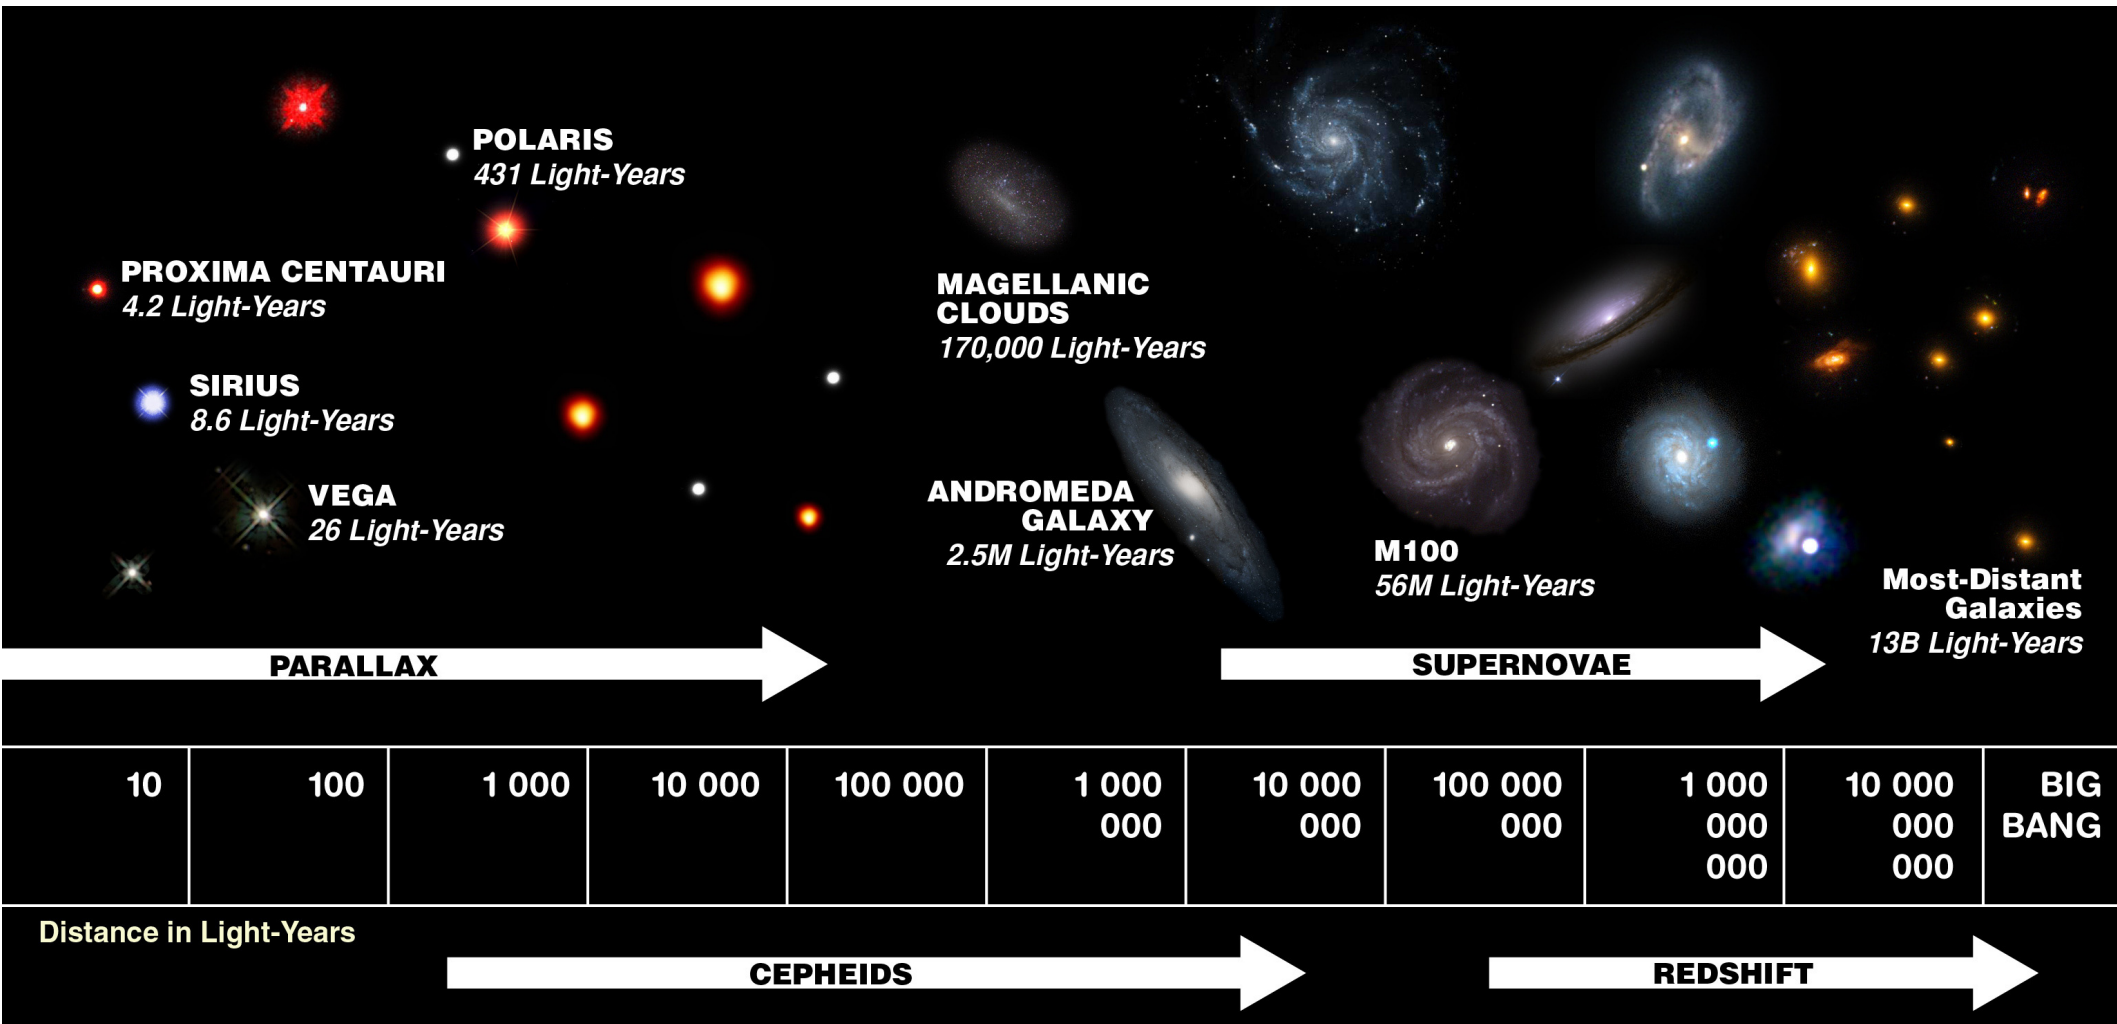 POLARIS
431 Light-Years
PROXIMA CENTAURI
4.2 Light-Years
SIRIUS
8.6 Light-Years
VEGA
26 Light-Years
MAGELLANIC
CLOUDS
170,000 Light-Years
ANDROMEDA
GALAXY
2.5M Light-Years
M100
56M Light-Years
Most-Distant
Galaxies
13B Light-Years
PARALLAX
SUPERNOVAE
10
100
1 000
10 000
100 000
1 000
000
10 000
000
100 000
000
1 000
000
000
10 000
000
000
BIG
BANG
Distance in Light-Years
CEPHEIDS
REDSHIFT